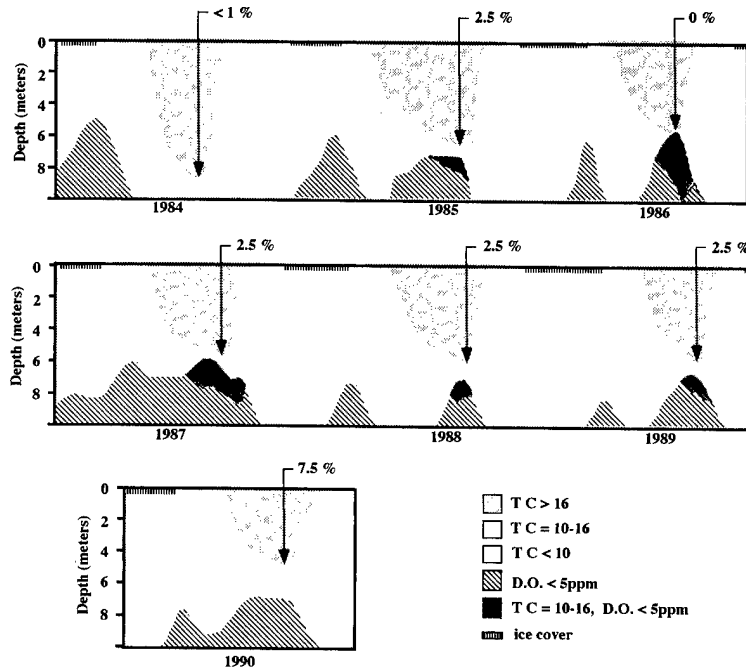 < 1 %
2.5 %
0 %
Depth (meters)
0
2
4
6
8
1984
1985
1986
2.5 %
2.5 %
2.5 %
Depth (meters)
0
2
4
6
8
1987
1988
1989
7.5 %
Depth (meters)
0
2
4
6
8
1990
T C > 16
T C = 10-16
T C < 10
D.O. < 5ppm
T C = 10-16, D.O. < 5ppm
ice cover